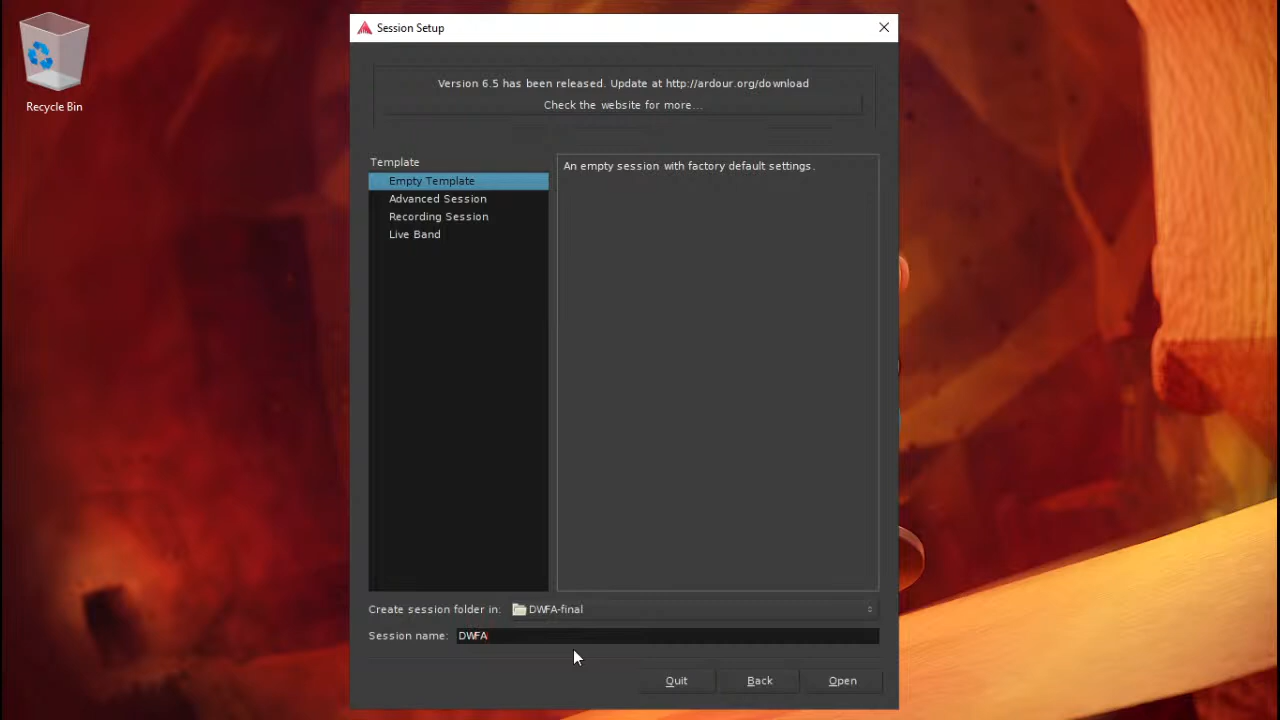 Session Setup
Recycle Bin
Version 6.5 has been released. Update at http://ardour.org/download
Check the website for more...
Template
Empty Template
Advanced Session
Recording Session
Live Band
An empty session with factory default settings.
Create session folder in: DWFA-final
Session name: DWFA
Quit Back Open